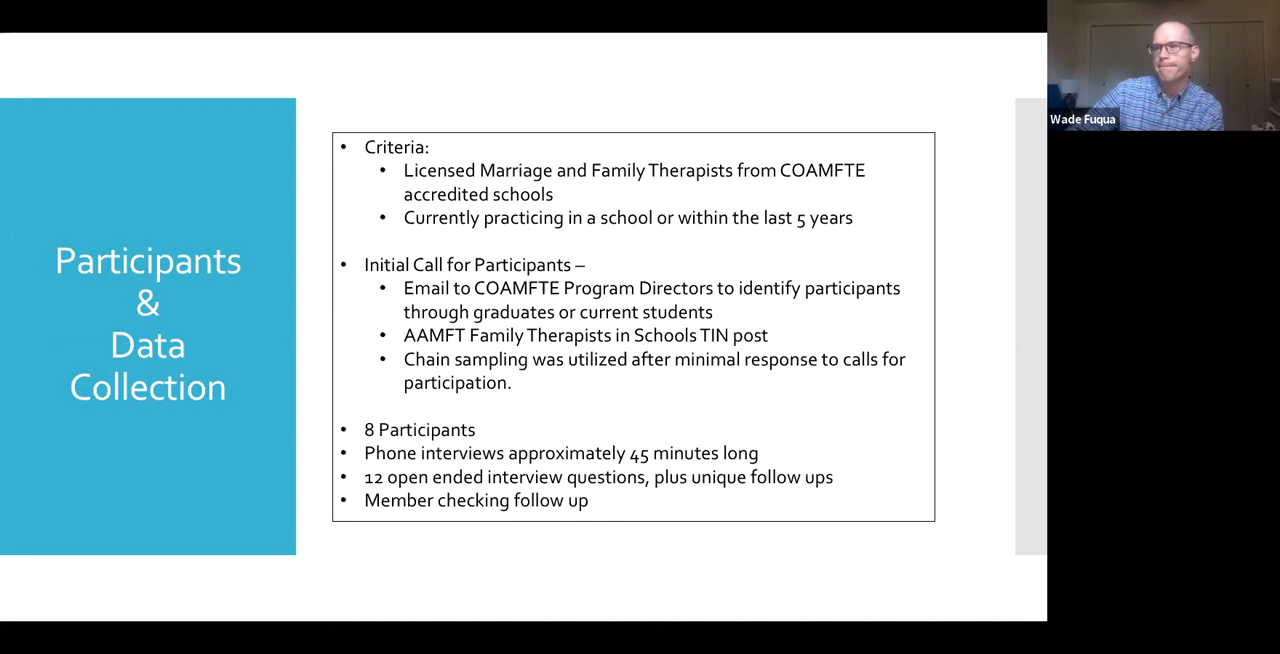 Participants
&
Data
Collection
• Criteria:
• Licensed Marriage and Family Therapists from COAMFTE
accredited schools
• Currently practicing in a school or within the last 5 years
• Initial Call for Participants –
• Email to COAMFTE Program Directors to identify participants
through graduates or current students
• AAMFT Family Therapists in Schools TIN post
• Chain sampling was utilized after minimal response to calls for
participation.
• 8 Participants
• Phone interviews approximately 45 minutes long
• 12 open ended interview questions, plus unique follow ups
• Member checking follow up
Wade Fuqua